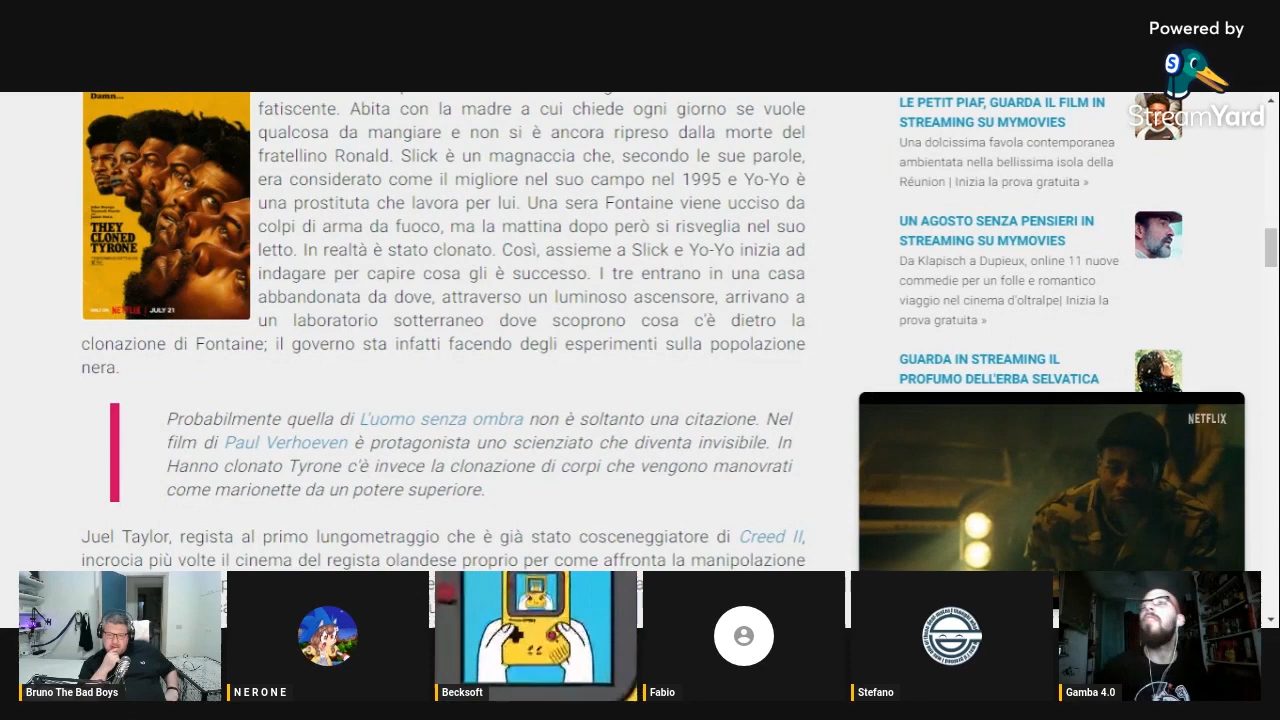 Powered by
StreamYard
Damn...
THEY
CLONED
TYRONE
NETFLIX | JULY 21
fatiscente. Abita con la madre a cui chiede ogni giorno se vuole
qualcosa da mangiare e non si è ancora ripreso dalla morte del
fratellino Ronald. Slick è un magnaccia che, secondo le sue parole,
era considerato come il migliore nel suo campo nel 1995 e Yo-Yo è
una prostituta che lavora per lui. Una sera Fontaine viene ucciso da
colpi di arma da fuoco, ma la mattina dopo però si risveglia nel suo
letto. In realtà è stato clonato. Così, assieme a Slick e Yo-Yo inizia ad
indagare per capire cosa gli è successo. I tre entrano in una casa
abbandonata da dove, attraverso un luminoso ascensore, arrivano a
un laboratorio sotterraneo dove scoprono cosa c'è dietro la
clonazione di Fontaine; il governo sta infatti facendo degli esperimenti sulla popolazione
nera.
Probabilmente quella di L'uomo senza ombra non è soltanto una citazione. Nel
film di Paul Verhoeven è protagonista uno scienziato che diventa invisibile. In
Hanno clonato Tyrone c'è invece la clonazione di corpi che vengono manovrati
come marionette da un potere superiore.
Juel Taylor, regista al primo lungometraggio che è già stato cosceneggiatore di Creed II,
incrocia più volte il cinema del regista olandese proprio per come affronta la manipolazione
LE PETIT PIAF, GUARDA IL FILM IN
STREAMING SU MYMOVIES
Una dolcissima favola contemporanea
ambientata nella bellissima isola della
Réunion | Inizia la prova gratuita »
UN AGOSTO SENZA PENSIERI IN
STREAMING SU MYMOVIES
Da Klapisch a Dupieux, online 11 nuove
commedie per un folle e romantico
viaggio nel cinema d'oltralpe| Inizia la
prova gratuita »
GUARDA IN STREAMING IL
PROFUMO DELL'ERBA SELVATICA
NETFLIX
Bruno The Bad Boys
N E R O N E
Becksoft
Fabio
Stefano
Gamba 4.0